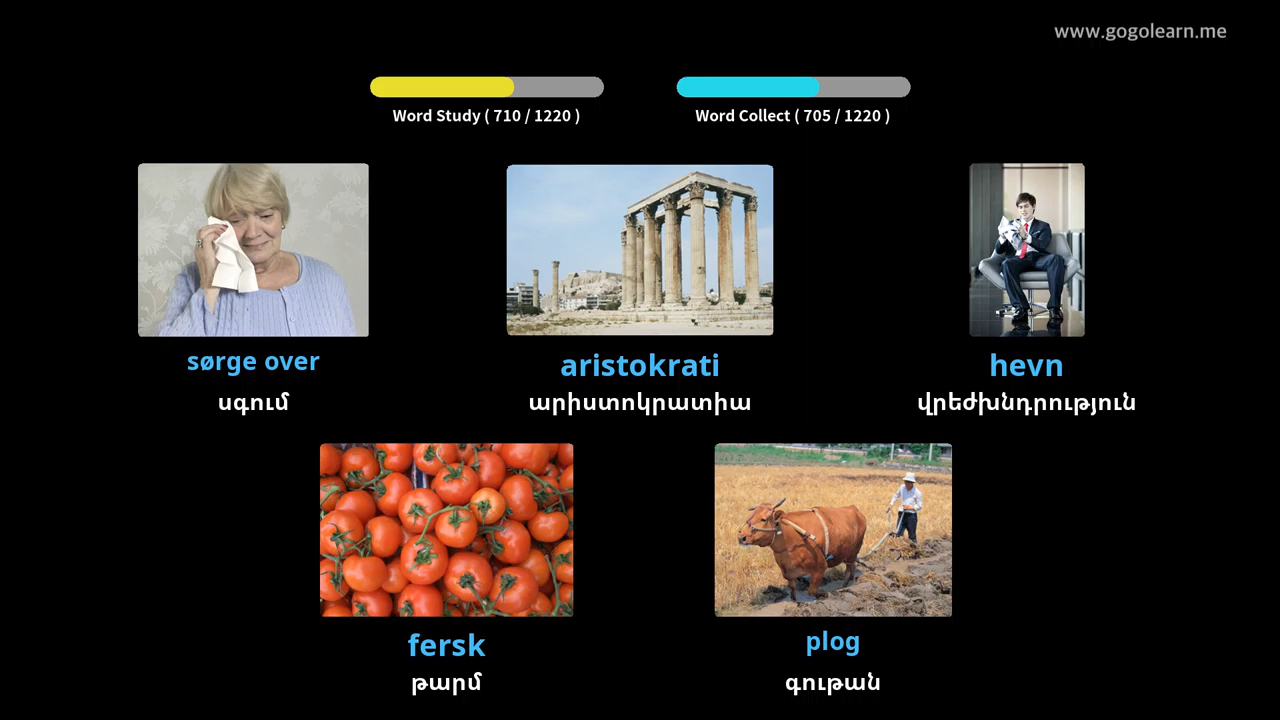 www.gogolearn.me
Word Study ( 710 / 1220 )
Word Collect ( 705 / 1220 )
sørge over
սգում
aristokrati
արիստոկրատիա
hevn
վրեժխնդրություն
fersk
թարմ
plog
գութան